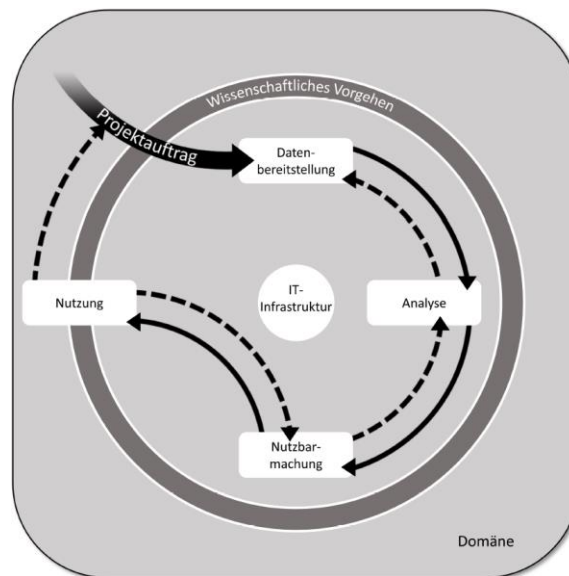 Wissenschaftliches Vorgehen
Projektauftrag
Daten-
bereitstellung
IT-
Infrastruktur
Nutzung
Analyse
Nutzbar-
machung
Domäne